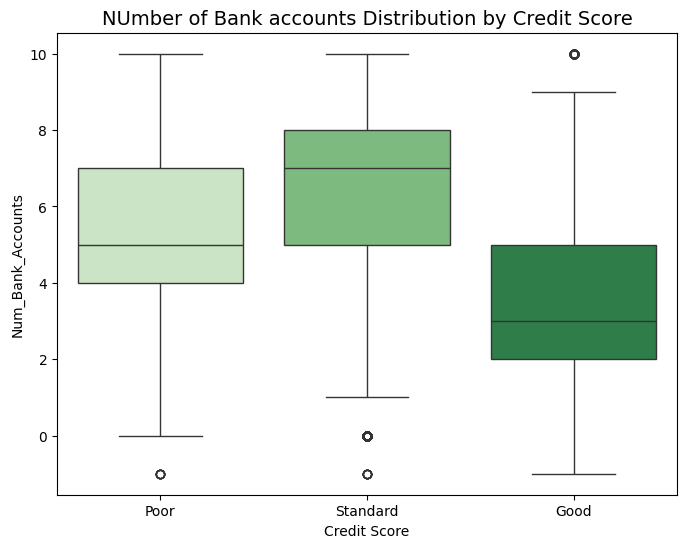 NUmber of Bank accounts Distribution by Credit Score
Num_Bank_Accounts
10
8
6
4
2
0
Poor
Standard
Good
Credit Score